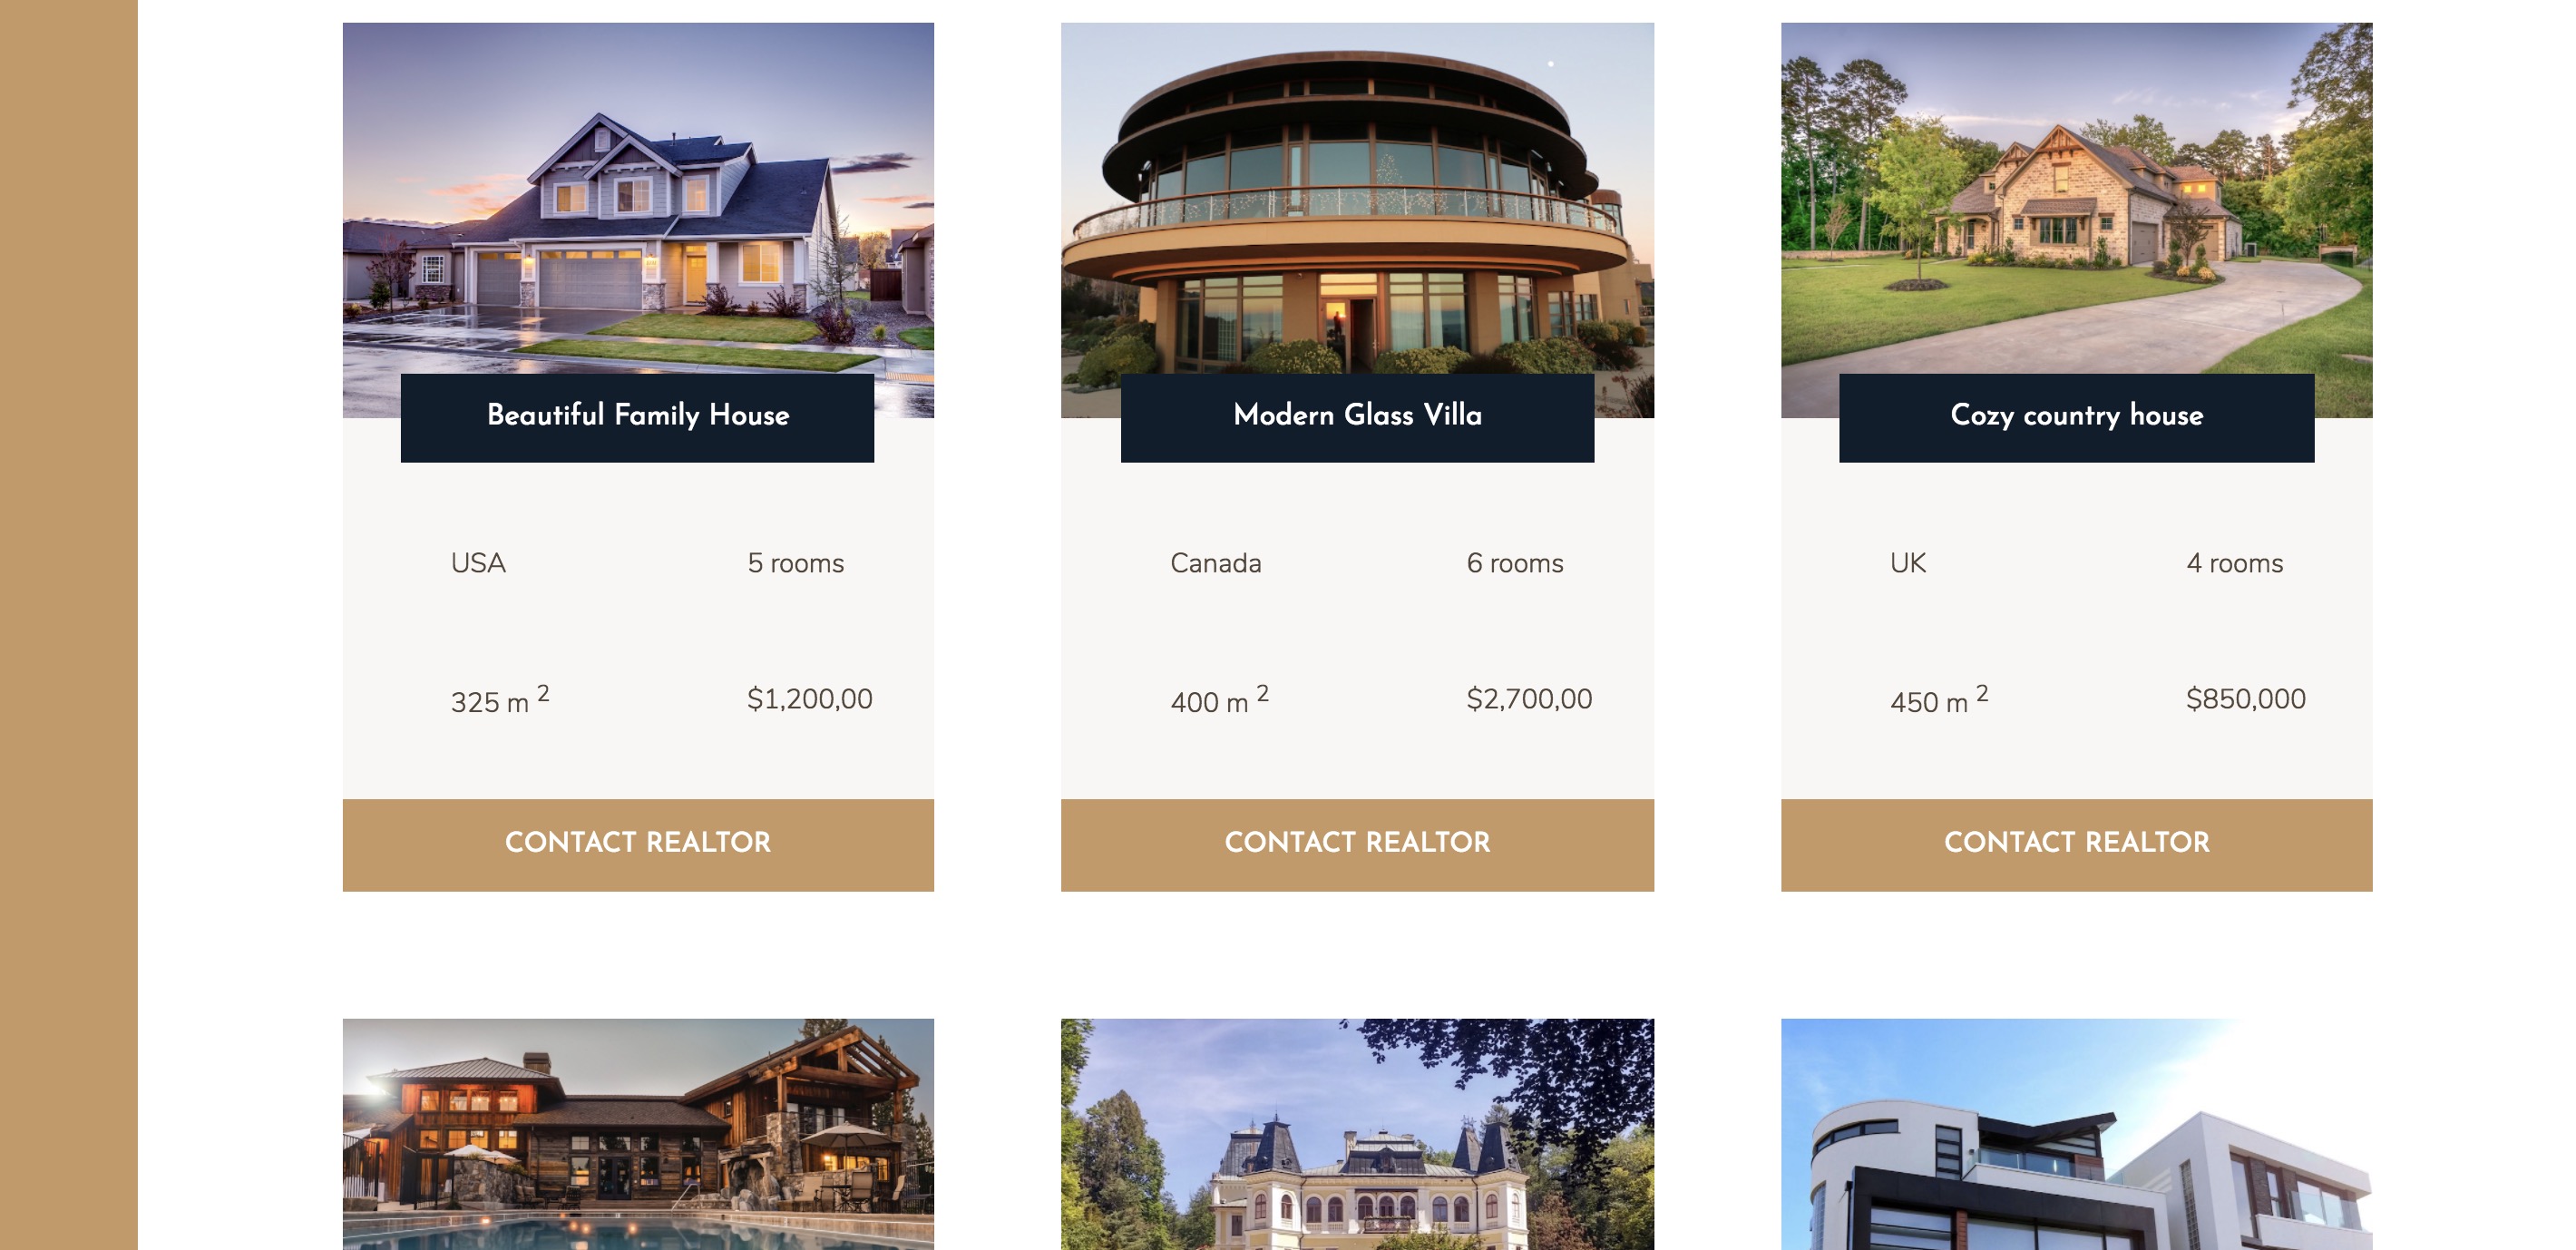 Beautiful Family House
USA
5 rooms
325 m 2
$1,200,00
CONTACT REALTOR
Modern Glass Villa
Canada
6 rooms
400 m 2
$2,700,00
CONTACT REALTOR
Cozy country house
UK
4 rooms
450 m 2
$850,000
CONTACT REALTOR